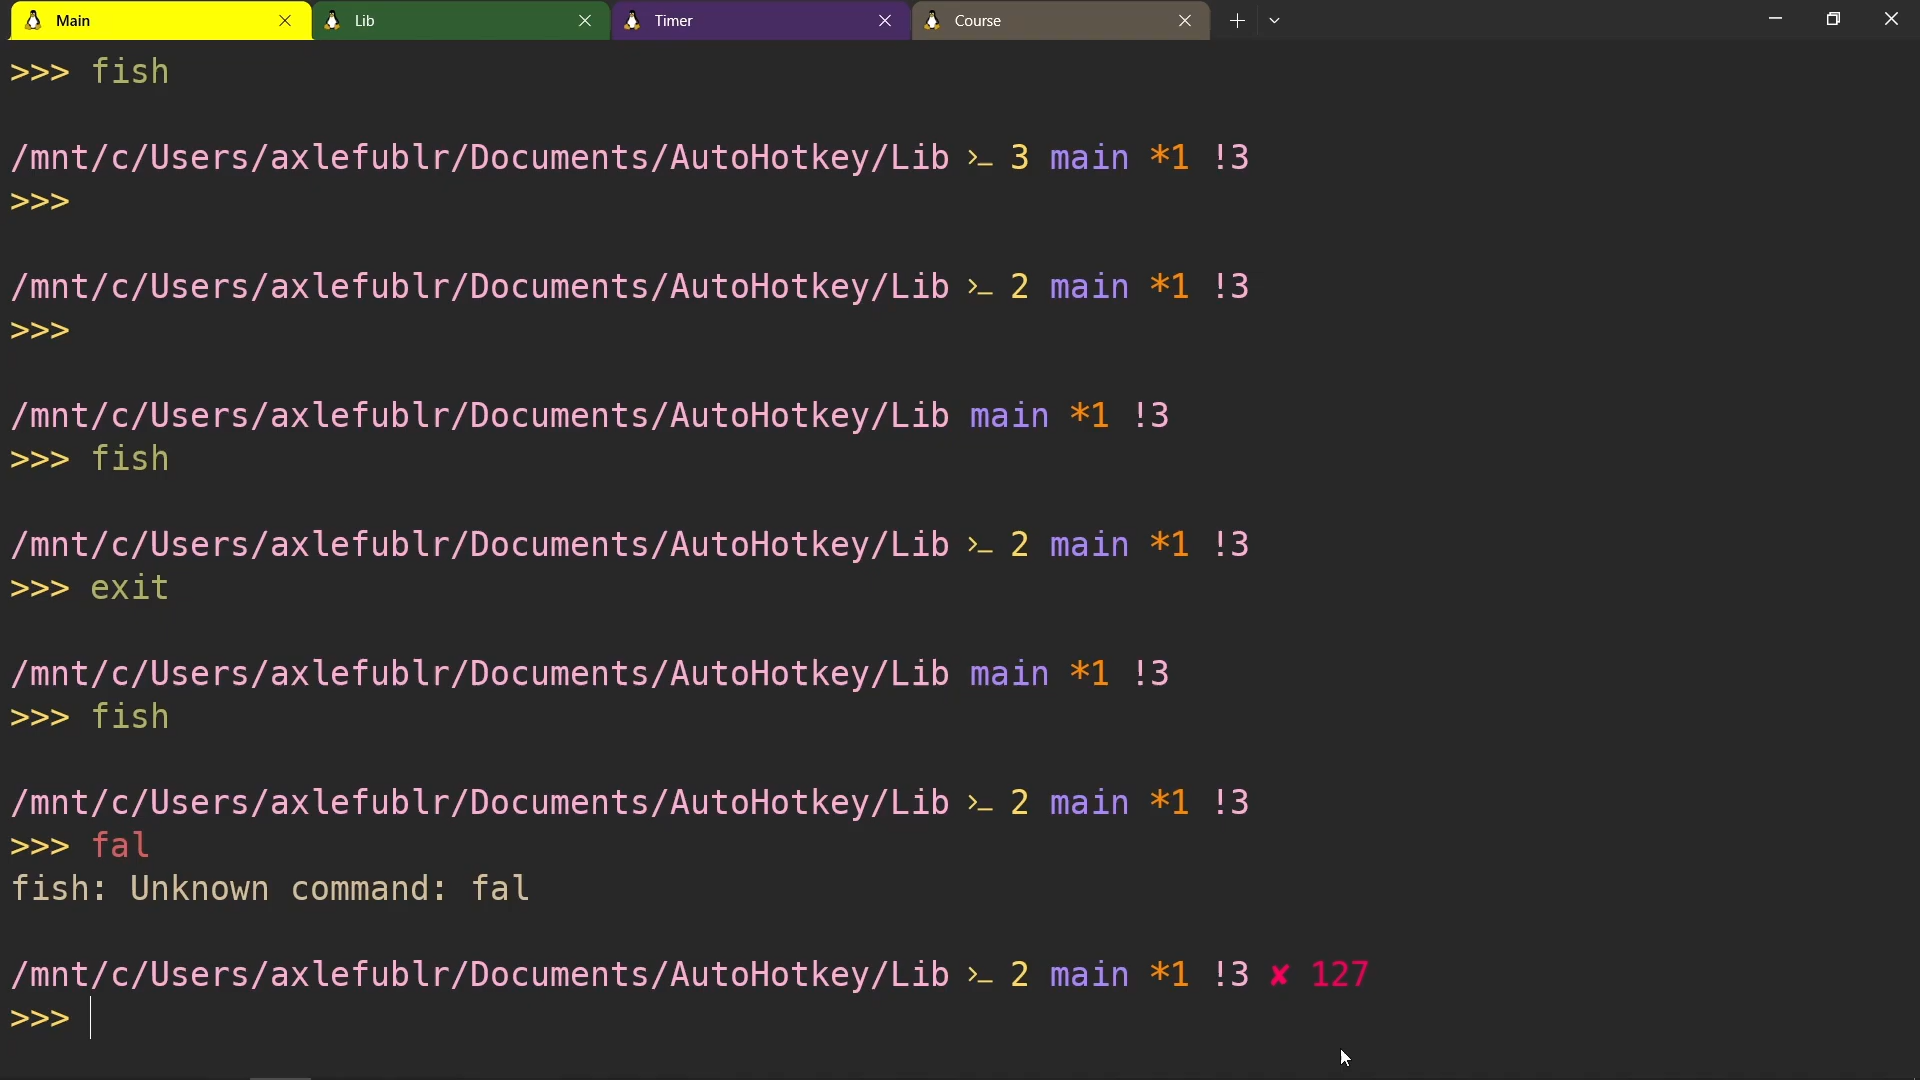 Main Lib Timer Course
>>> fish
/mnt/c/Users/axlefublr/Documents/AutoHotkey/Lib >_ 3 main *1 !3
>>>
/mnt/c/Users/axlefublr/Documents/AutoHotkey/Lib >_ 2 main *1 !3
>>>
/mnt/c/Users/axlefublr/Documents/AutoHotkey/Lib main *1 !3
>>> fish
/mnt/c/Users/axlefublr/Documents/AutoHotkey/Lib >_ 2 main *1 !3
>>> exit
/mnt/c/Users/axlefublr/Documents/AutoHotkey/Lib main *1 !3
>>> fish
/mnt/c/Users/axlefublr/Documents/AutoHotkey/Lib >_ 2 main *1 !3
>>> fal
fish: Unknown command: fal
/mnt/c/Users/axlefublr/Documents/AutoHotkey/Lib >_ 2 main *1 !3 ✘ 127
>>>